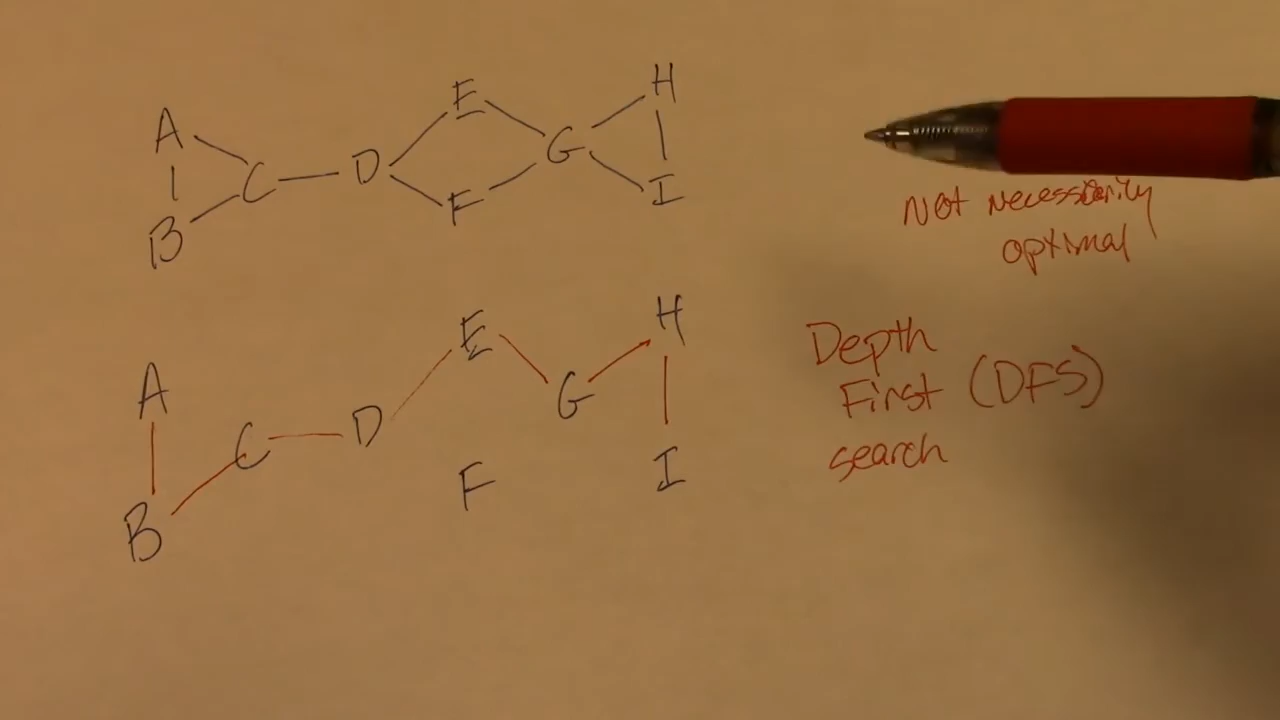 A
B
C
D
E
F
G
H
I
Not necessarily
optimal
A
B
C
D
E
F
G
H
I
Depth
First (DFS)
search